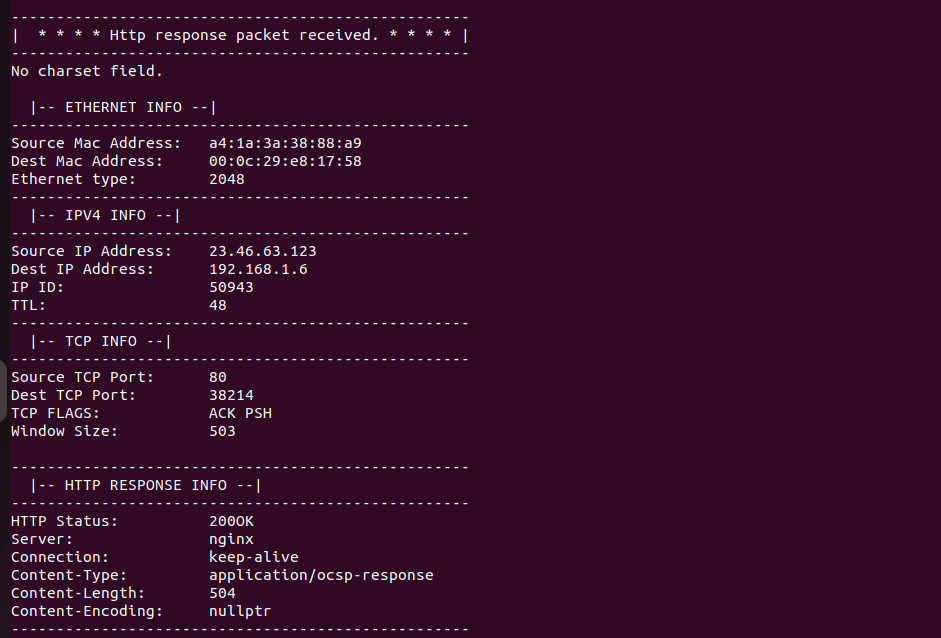 ---------------------------------------------------
|  * * * * Http response packet received. * * * * |
---------------------------------------------------
No charset field.
  |-- ETHERNET INFO --|
---------------------------------------------------
Source Mac Address:   a4:1a:3a:38:88:a9
Dest Mac Address:     00:0c:29:e8:17:58
Ethernet type:        2048
---------------------------------------------------
  |-- IPV4 INFO --|
---------------------------------------------------
Source IP Address:    23.46.63.123
Dest IP Address:      192.168.1.6
IP ID:                50943
TTL:                  48
---------------------------------------------------
  |-- TCP INFO --|
---------------------------------------------------
Source TCP Port:      80
Dest TCP Port:        38214
TCP FLAGS:            ACK PSH
Window Size:          503
---------------------------------------------------
  |-- HTTP RESPONSE INFO --|
---------------------------------------------------
HTTP Status:          200OK
Server:               nginx
Connection:           keep-alive
Content-Type:         application/ocsp-response
Content-Length:       504
Content-Encoding:     nullptr
---------------------------------------------------